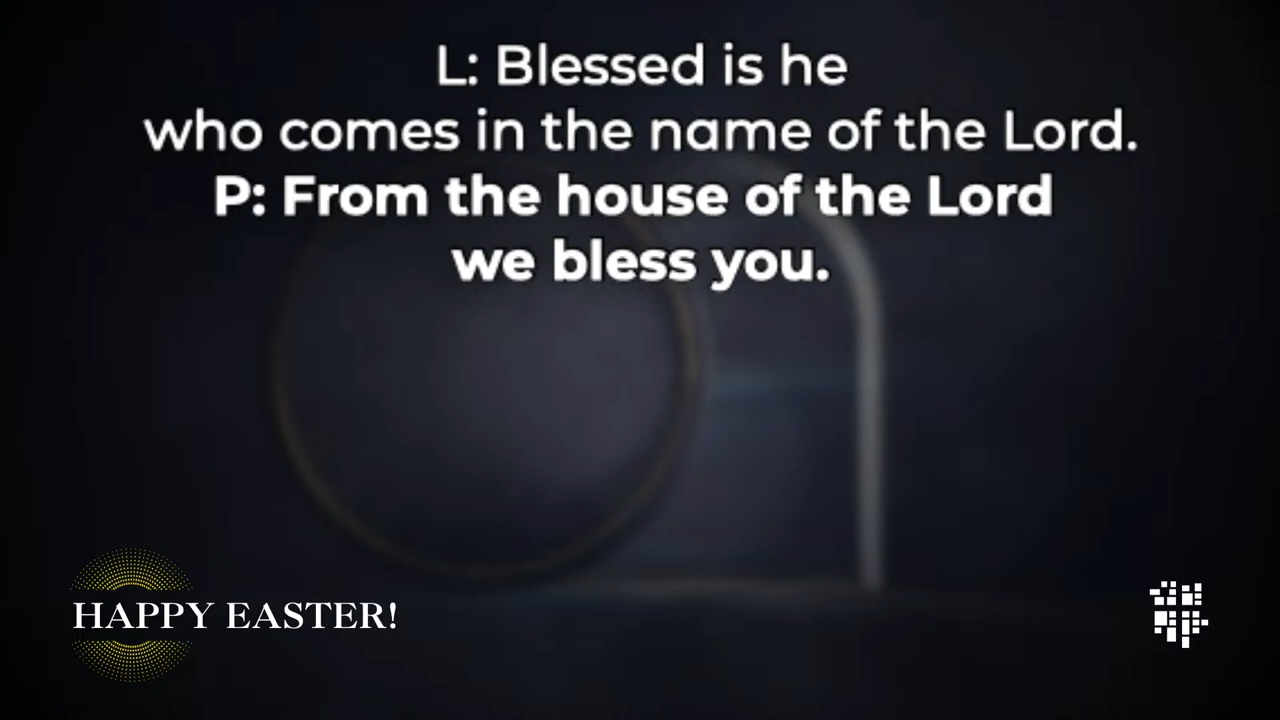 L: Blessed is he
who comes in the name of the Lord.
P: From the house of the Lord
we bless you.
HAPPY EASTER!